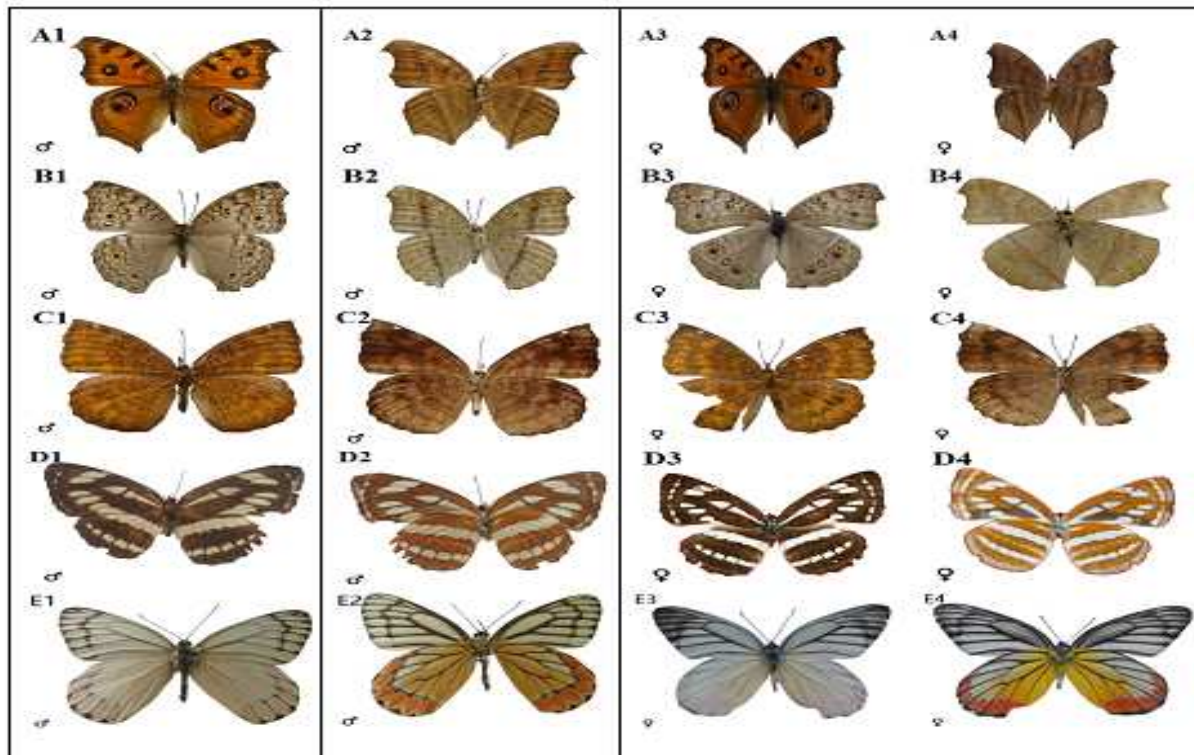 A1 A2 A3 A4
♂ ♂ ♀ ♀
B1 B2 B3 B4
♂ ♂ ♀ ♀
C1 C2 C3 C4
♂ ♂ ♀ ♀
D1 D2 D3 D4
♂ ♂ ♀ ♀
E1 E2 E3 E4
♂ ♂ ♀ ♀